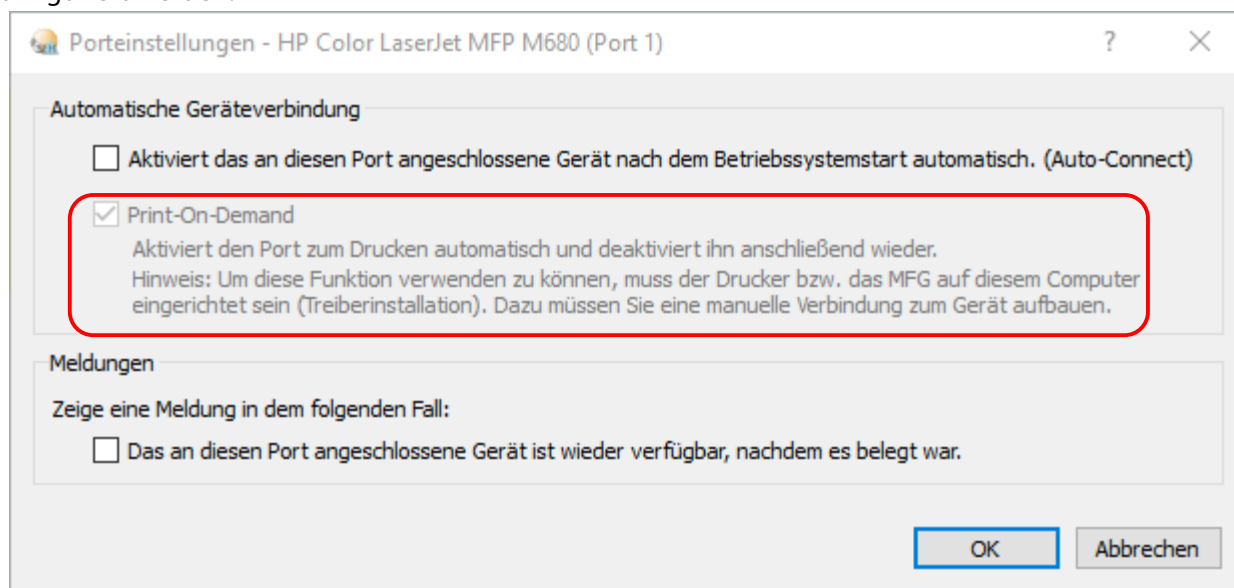 Porteinstellungen - HP Color LaserJet MFP M680 (Port 1)
Automatische Geräteverbindung
Aktiviert das an diesen Port angeschlossene Gerät nach dem Betriebssystemstart automatisch. (Auto-Connect)
Print-On-Demand
Aktiviert den Port zum Drucken automatisch und deaktiviert ihn anschließend wieder.
Hinweis: Um diese Funktion verwenden zu können, muss der Drucker bzw. das MFG auf diesem Computer
eingerichtet sein (Treiberinstallation). Dazu müssen Sie eine manuelle Verbindung zum Gerät aufbauen.
Meldungen
Zeige eine Meldung in dem folgenden Fall:
Das an diesen Port angeschlossene Gerät ist wieder verfügbar, nachdem es belegt war.
OK
Abbrechen